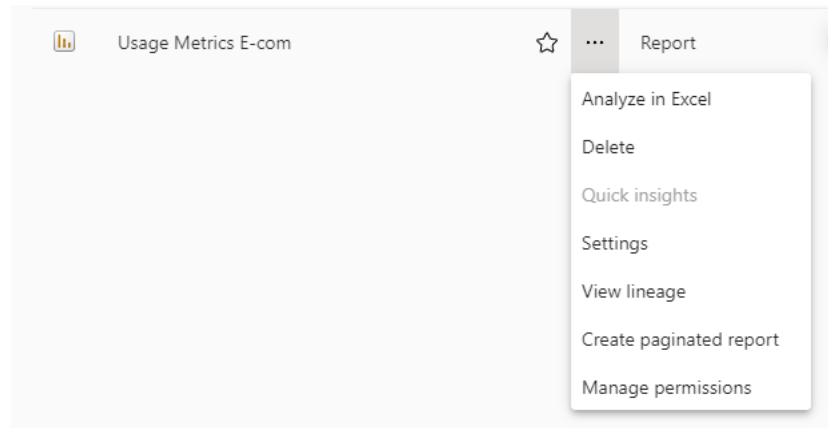 Usage Metrics E-com ... Report
Analyze in Excel
Delete
Quick insights
Settings
View lineage
Create paginated report
Manage permissions